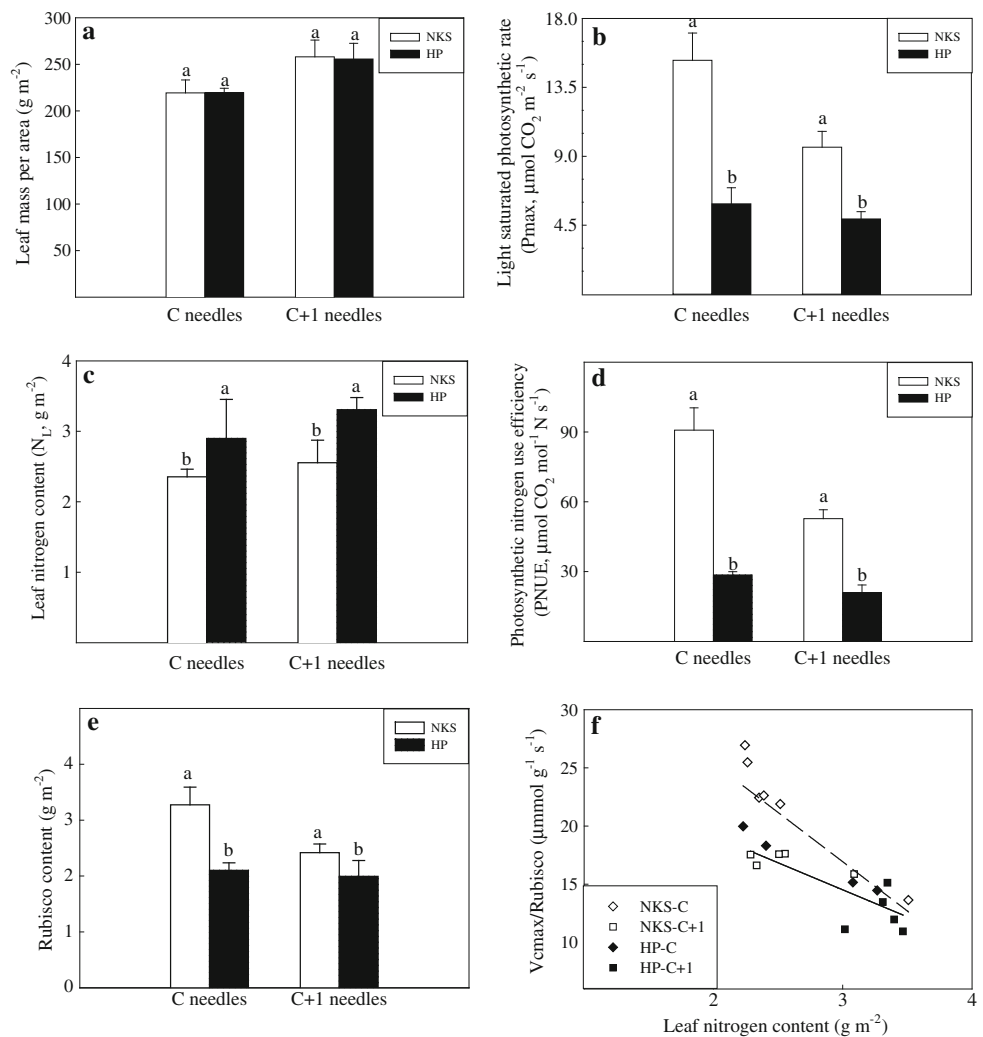 a
NKS
HP
Leaf mass per area (g m⁻²)
300
250
200
150
100
50
a
a
a
a
C needles
C+1 needles
b
NKS
HP
Light saturated photosynthetic rate
(Pmax, μmol CO₂ m⁻² s⁻¹)
18.0
13.5
9.0
4.5
a
b
a
b
C needles
C+1 needles
c
NKS
HP
Leaf nitrogen content (N_L, g m⁻²)
4
3
2
1
b
a
b
a
C needles
C+1 needles
d
NKS
HP
Photosynthetic nitrogen use efficiency
(PNUE, μmol CO₂ mol⁻¹ N s⁻¹)
90
60
30
a
b
a
b
C needles
C+1 needles
e
NKS
HP
Rubisco content (g m⁻²)
4
3
2
1
0
a
b
a
b
C needles
C+1 needles
f
Vcmax/Rubisco (μmmol g⁻¹ s⁻¹)
30
25
20
15
10
NKS-C
NKS-C+1
HP-C
HP-C+1
2
3
4
Leaf nitrogen content (g m⁻²)